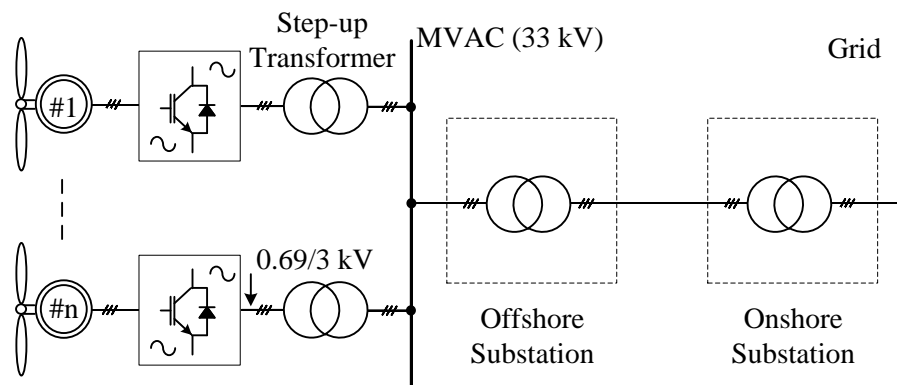 Step-up
Transformer
MVAC (33 kV)
Grid
#1
#n
0.69/3 kV
Offshore
Substation
Onshore
Substation